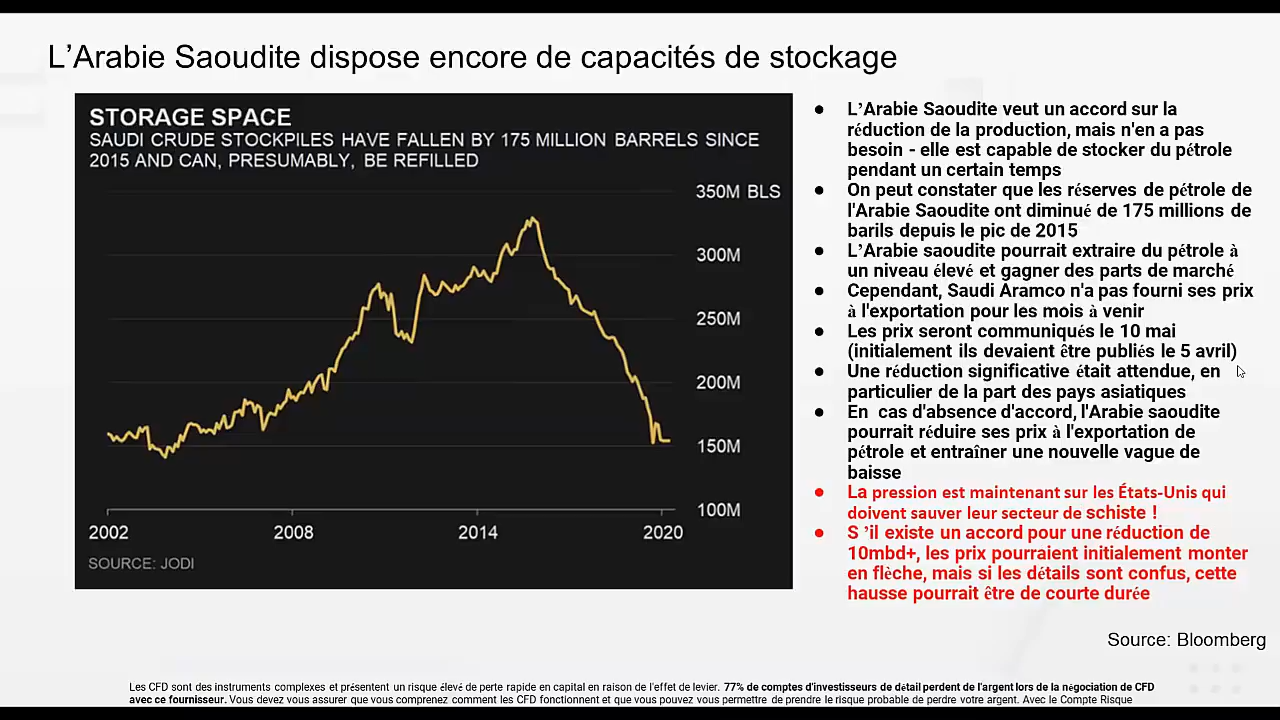 L’Arabie Saoudite dispose encore de capacités de stockage
STORAGE SPACE
SAUDI CRUDE STOCKPILES HAVE FALLEN BY 175 MILLION BARRELS SINCE
2015 AND CAN, PRESUMABLY, BE REFILLED
350M BLS
300M
250M
200M
150M
100M
2002
2008
2014
2020
SOURCE: JODI
● L’Arabie Saoudite veut un accord sur la
réduction de la production, mais n'en a pas
besoin - elle est capable de stocker du pétrole
pendant un certain temps
● On peut constater que les réserves de pétrole de
l'Arabie Saoudite ont diminué de 175 millions de
barils depuis le pic de 2015
● L’Arabie saoudite pourrait extraire du pétrole à
un niveau élevé et gagner des parts de marché
● Cependant, Saudi Aramco n'a pas fourni ses prix
à l'exportation pour les mois à venir
● Les prix seront communiqués le 10 mai
(initialement ils devaient être publiés le 5 avril)
● Une réduction significative était attendue, en
particulier de la part des pays asiatiques
● En cas d'absence d'accord, l'Arabie saoudite
pourrait réduire ses prix à l'exportation de
pétrole et entraîner une nouvelle vague de
baisse
● La pression est maintenant sur les États-Unis qui
doivent sauver leur secteur de schiste !
● S ’il existe un accord pour une réduction de
10mbd+, les prix pourraient initialement monter
en flèche, mais si les détails sont confus, cette
hausse pourrait être de courte durée
Source: Bloomberg
Les CFD sont des instruments complexes et présentent un risque élevé de perte rapide en capital en raison de l'effet de levier. 77% de comptes d'investisseurs de détail perdent de l'argent lors de la négociation de CFD
avec ce fournisseur. Vous devez vous assurer que vous comprenez comment les CFD fonctionnent et que vous pouvez vous permettre de prendre le risque probable de perdre votre argent. Avec le Compte Risque